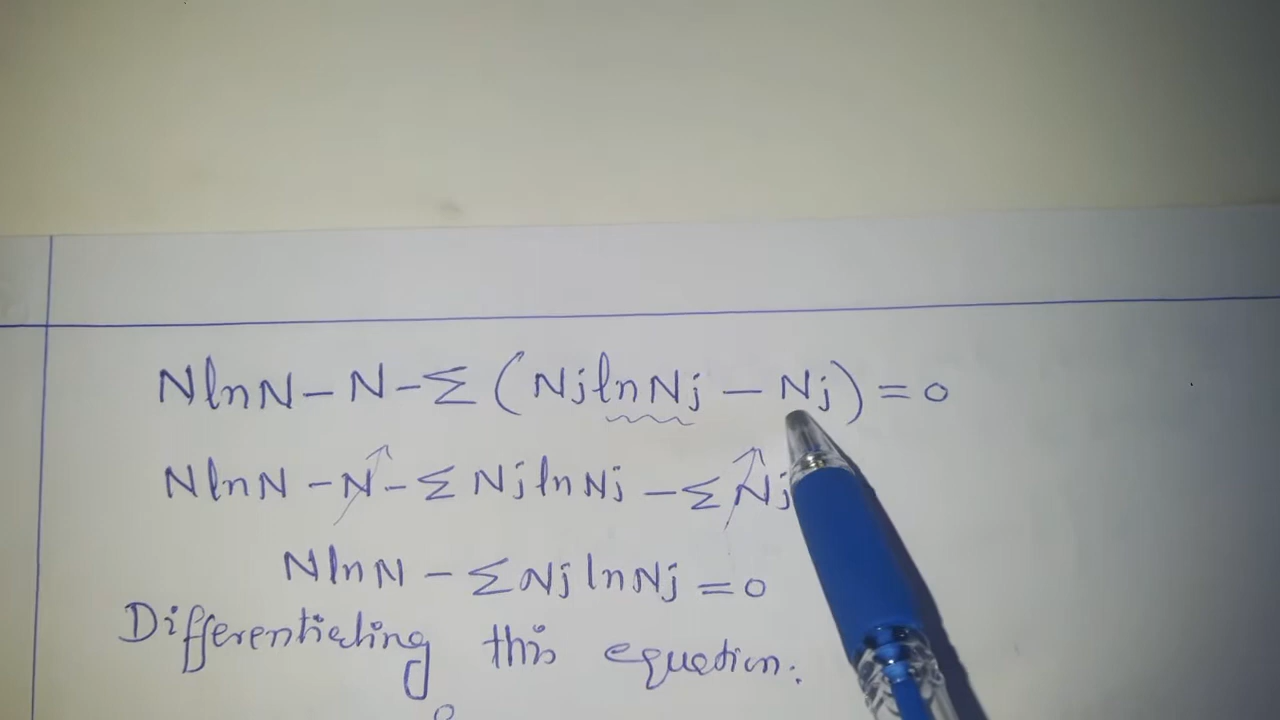 NlnN - N - Σ (Nj lnNj - Nj) = 0
NlnN - N - Σ Nj lnNj - Σ Nj
NlnN - Σ Nj lnNj = 0
Differentiating this equation.